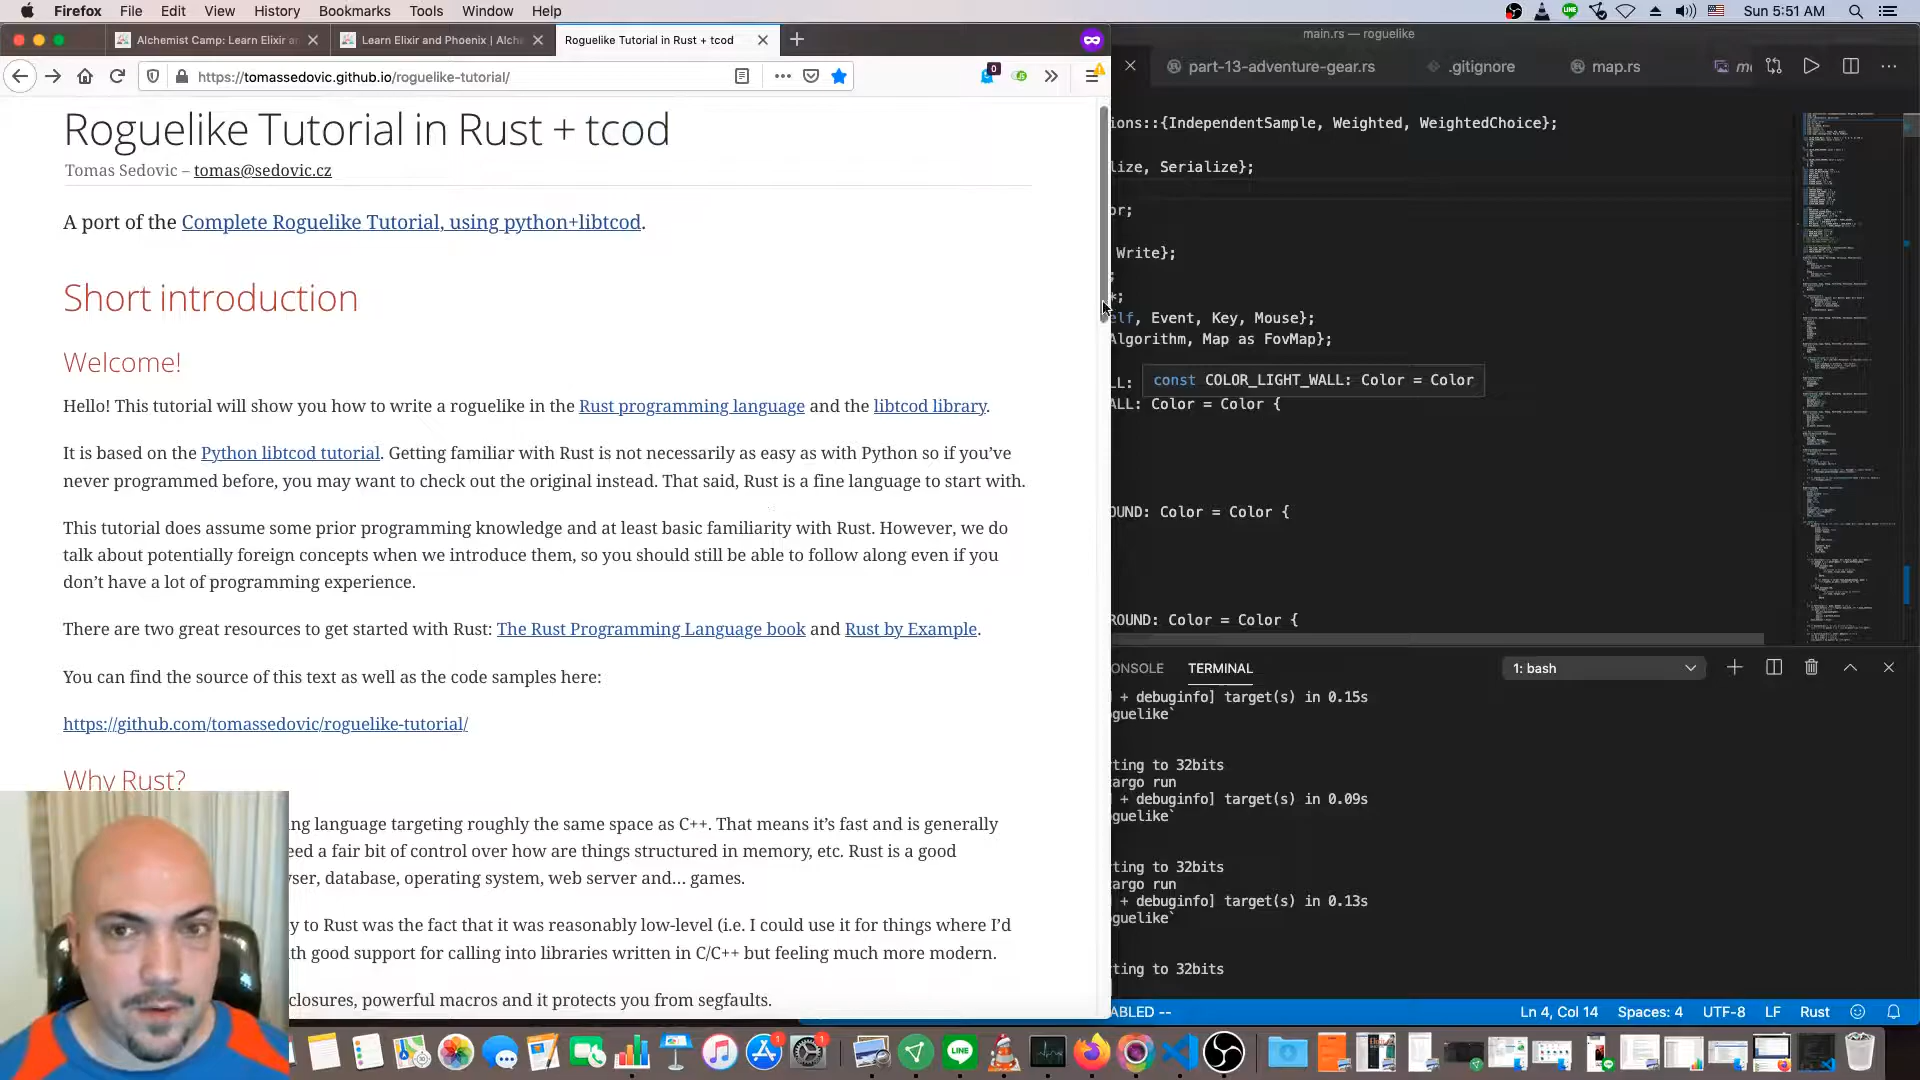 Firefox File Edit View History Bookmarks Tools Window Help
Sun 5:51 AM
Alchemist Camp: Learn Elixir a
Learn Elixir and Phoenix | Alche
Roguelike Tutorial in Rust + tcod
https://tomassedovic.github.io/roguelike-tutorial/
0
Roguelike Tutorial in Rust + tcod
Tomas Sedovic – tomas@sedovic.cz
A port of the Complete Roguelike Tutorial, using python+libtcod.
Short introduction
Welcome!
Hello! This tutorial will show you how to write a roguelike in the Rust programming language and the libtcod library.
It is based on the Python libtcod tutorial. Getting familiar with Rust is not necessarily as easy as with Python so if you’ve
never programmed before, you may want to check out the original instead. That said, Rust is a fine language to start with.
This tutorial does assume some prior programming knowledge and at least basic familiarity with Rust. However, we do
talk about potentially foreign concepts when we introduce them, so you should still be able to follow along even if you
don’t have a lot of programming experience.
There are two great resources to get started with Rust: The Rust Programming Language book and Rust by Example.
You can find the source of this text as well as the code samples here:
https://github.com/tomassedovic/roguelike-tutorial/
Why Rust?
ng language targeting roughly the same space as C++. That means it’s fast and is generally
eed a fair bit of control over how are things structured in memory, etc. Rust is a good
wser, database, operating system, web server and… games.
y to Rust was the fact that it was reasonably low-level (i.e. I could use it for things where I’d
th good support for calling into libraries written in C/C++ but feeling much more modern.
closures, powerful macros and it protects you from segfaults.
main.rs — roguelike
part-13-adventure-gear.rs .gitignore map.rs
ions::{IndependentSample, Weighted, WeightedChoice};
lize, Serialize};
or;
Write};
;
*;
elf, Event, Key, Mouse};
Algorithm, Map as FovMap};
LL: const COLOR_LIGHT_WALL: Color = Color
ALL: Color = Color {
OUND: Color = Color {
ROUND: Color = Color {
ONSOLE TERMINAL 1: bash
+ debuginfo] target(s) in 0.15s
guelike`
ting to 32bits
cargo run
+ debuginfo] target(s) in 0.09s
guelike`
ting to 32bits
cargo run
+ debuginfo] target(s) in 0.13s
guelike`
ting to 32bits
ABLED -- Ln 4, Col 14 Spaces: 4 UTF-8 LF Rust
LINE
1
1